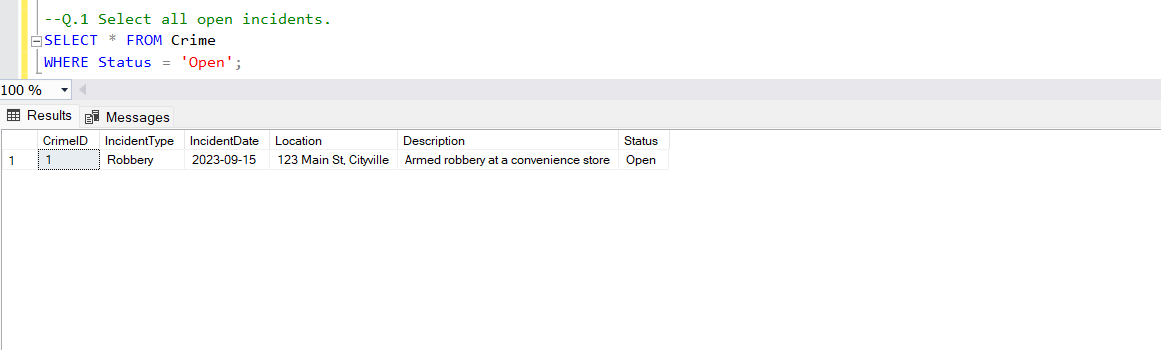 --Q.1 Select all open incidents.
SELECT * FROM Crime
WHERE Status = 'Open';
100 %
Results Messages
CrimeID IncidentType IncidentDate Location Description Status
1 1 Robbery 2023-09-15 123 Main St, Cityville Armed robbery at a convenience store Open